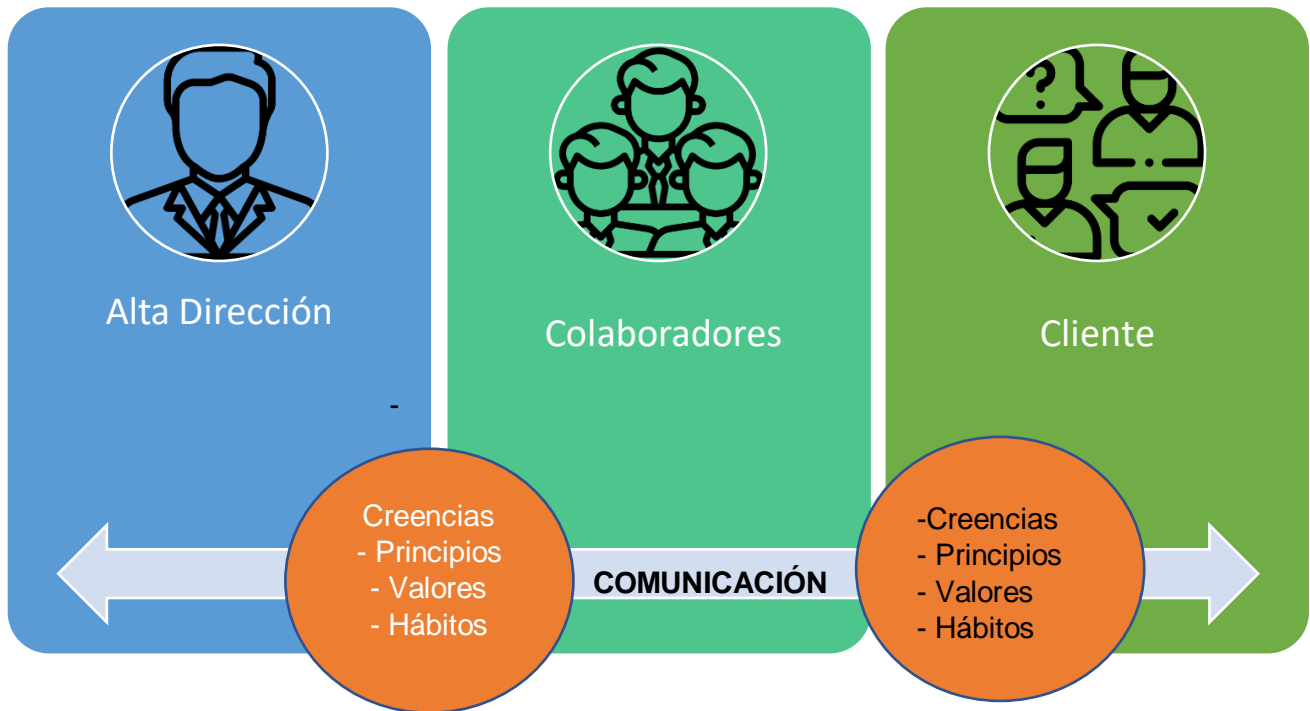 Alta Dirección
Colaboradores
Cliente
-
Creencias
- Principios
- Valores
- Hábitos
COMUNICACIÓN
-Creencias
- Principios
- Valores
- Hábitos
?